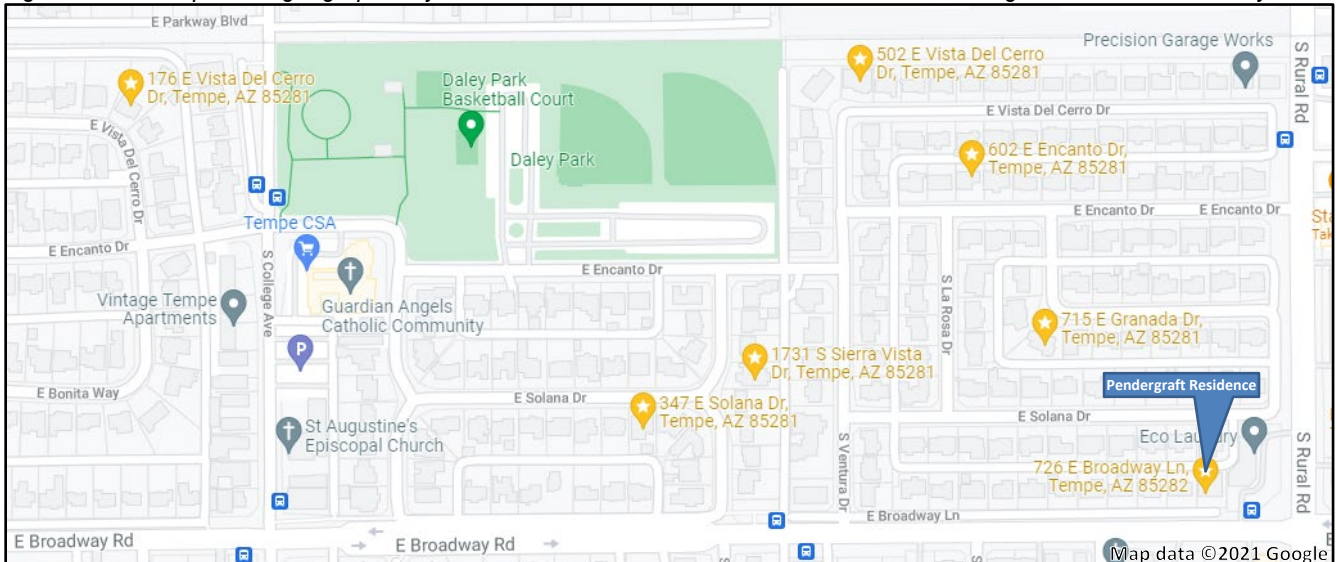 E Parkway Blvd
Precision Garage Works
S Rural Rd
176 E Vista Del Cerro
Dr, Tempe, AZ 85281
Daley Park
Basketball Court
502 E Vista Del Cerro
Dr, Tempe, AZ 85281
E Vista Del Cerro Dr
E Vista Del Cerro Dr
Daley Park
602 E Encanto Dr,
Tempe, AZ 85281
Tempe CSA
E Encanto Dr
E Encanto Dr
E Encanto Dr
E Encanto Dr
S College Ave
Vintage Tempe
Apartments
Guardian Angels
Catholic Community
S La Rosa Dr
715 E Granada Dr,
Tempe, AZ 85281
P
1731 S Sierra Vista
Dr, Tempe, AZ 85281
Pendergraft Residence
E Bonita Way
E Solana Dr
347 E Solana Dr,
Tempe, AZ 85281
E Solana Dr
St Augustine's
Episcopal Church
S Ventura Dr
Eco Laundry
S Rural Rd
726 E Broadway Ln,
Tempe, AZ 85282
E Broadway Ln
E Broadway Rd
E Broadway Rd
Map data ©2021 Google